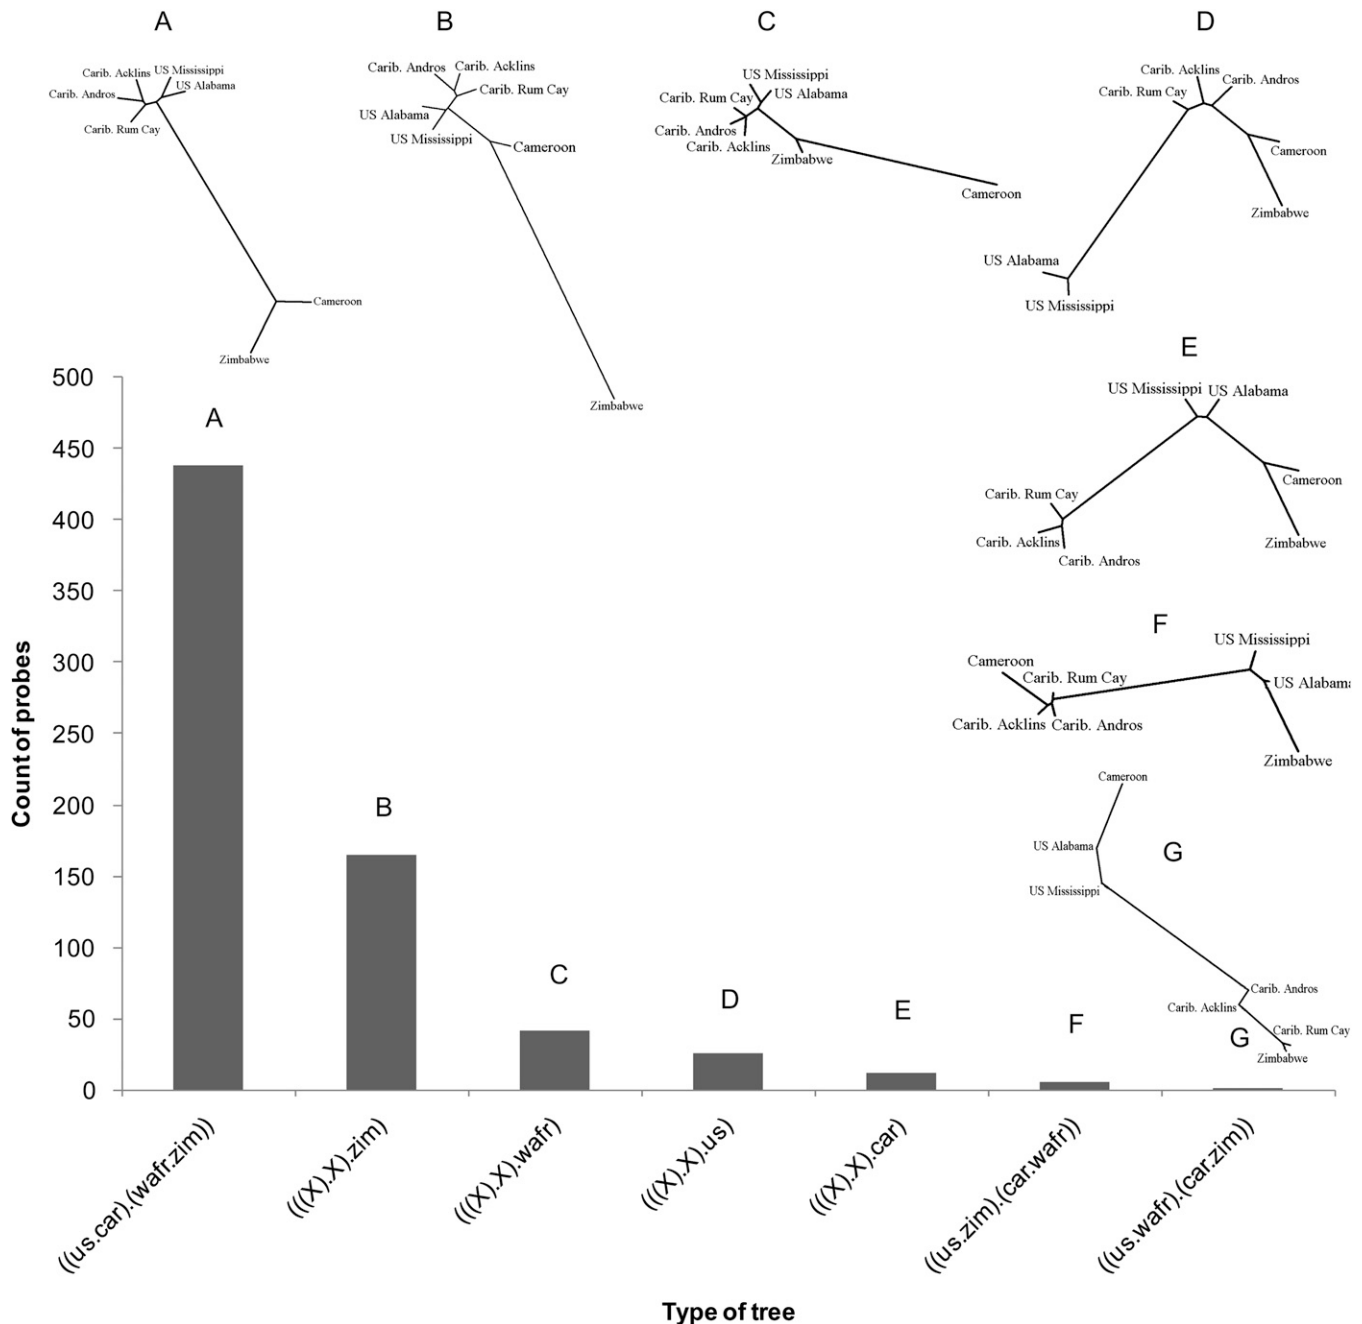 A
B
C
D
Carib. Acklins
US Mississippi
US Alabama
Carib. Andros
Carib. Rum Cay
Cameroon
Zimbabwe
Carib. Andros
Carib. Acklins
Carib. Rum Cay
US Alabama
US Mississippi
Cameroon
Zimbabwe
US Mississippi
Carib. Rum Cay
US Alabama
Carib. Andros
Carib. Acklins
Zimbabwe
Cameroon
Carib. Acklins
Carib. Andros
Carib. Rum Cay
Cameroon
Zimbabwe
US Alabama
US Mississippi
E
US Mississippi
US Alabama
Cameroon
Carib. Rum Cay
Carib. Acklins
Zimbabwe
Carib. Andros
F
US Mississippi
Cameroon
Carib. Rum Cay
US Alabama
Carib. Acklins
Carib. Andros
Zimbabwe
Cameroon
US Alabama
G
US Mississippi
Carib. Andros
Carib. Acklins
Carib. Rum Cay
Zimbabwe
Count of probes
500
450
400
350
300
250
200
150
100
50
0
A
B
C
D
E
F
G
((us.car).(wafr.zim))
(((X).X).zim)
(((X).X).wafr)
(((X).X).us)
(((X).X).car)
((us.zim).(car.wafr))
((us.wafr).(car.zim))
Type of tree